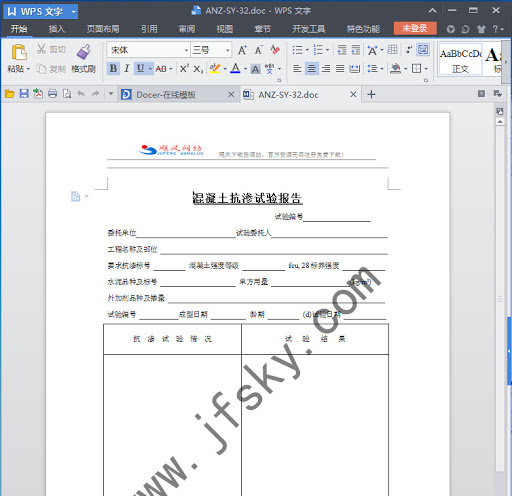 WPS 文字 ANZ-SY-32.doc - WPS 文字
开始 插入 页面布局 引用 审阅 视图 章节 开发工具 特色功能 未登录
粘贴 剪切 复制 格式刷 宋体 三号 AaBbCcDd 正文
B I U AB
Docer-在线模板 ANZ-SY-32.doc
飓风网络
JUFENG WANGLUO
飓风下载资源站，百万资源无需注册免费下载！
混凝土抗渗试验报告
试验编号
委托单位 试验委托人
工程名称及部位
要求抗渗标号 混凝土强度等级 fcu, 28 标养强度
水泥品种及标号 单方用量 (kg/m³)
外加剂品种及掺量
试验编号 成型日期 龄期 (d)试验日期
抗 渗 试 验 情 况 试 验 结 果
www.jfsky.com